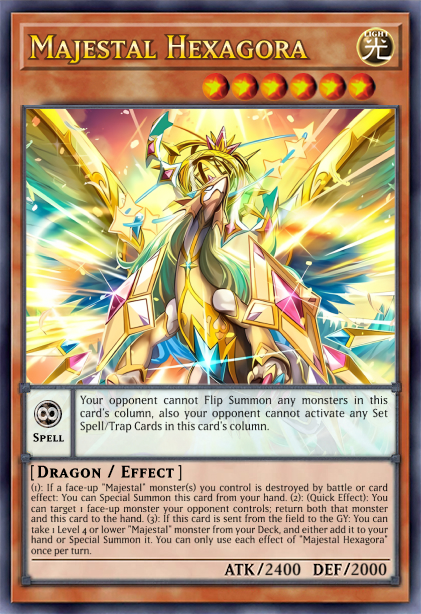 Majestal Hexagora
LIGHT
光
Your opponent cannot Flip Summon any monsters in this
card's column, also your opponent cannot activate any Set
Spell/Trap Cards in this card's column.
Spell
[Dragon / Effect]
(1): If a face-up "Majestal" monster(s) you control is destroyed by battle or card
effect: You can Special Summon this card from your hand. (2): (Quick Effect): You
can target 1 face-up monster your opponent controls; return both that monster
and this card to the hand. (3): If this card is sent from the field to the GY: You can
take 1 Level 4 or lower "Majestal" monster from your Deck, and either add it to your
hand or Special Summon it. You can only use each effect of "Majestal Hexagora"
once per turn.
ATK/2400 DEF/2000